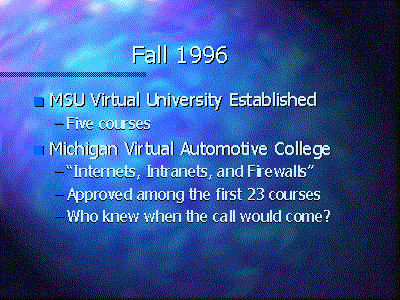 Fall 1996
MSU Virtual University Established
– Five courses
Michigan Virtual Automotive College
– “Internets, Intranets, and Firewalls”
– Approved among the first 23 courses
– Who knew when the call would come?